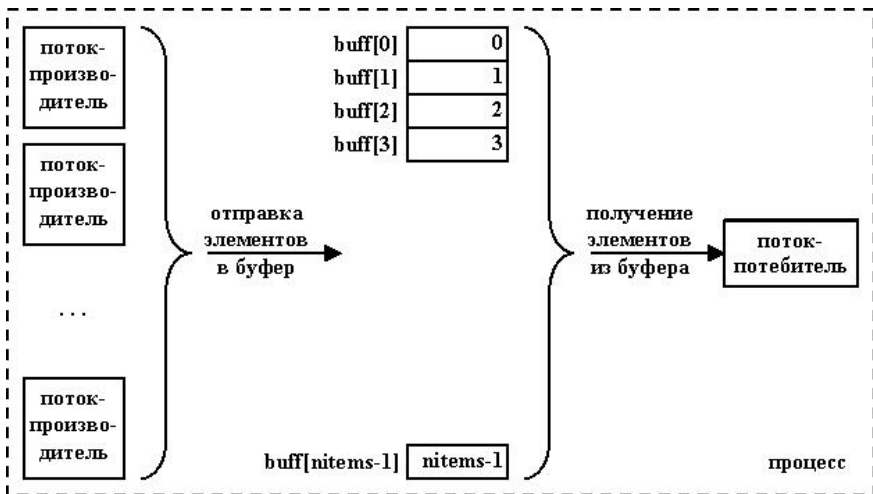 поток-
произво-
дитель
поток-
произво-
дитель
...
поток-
произво-
дитель
отправка
элементов
в буфер
buff[0] 0
buff[1] 1
buff[2] 2
buff[3] 3
buff[nitems-1] nitems-1
получение
элементов
из буфера
поток-
потебитель
процесс